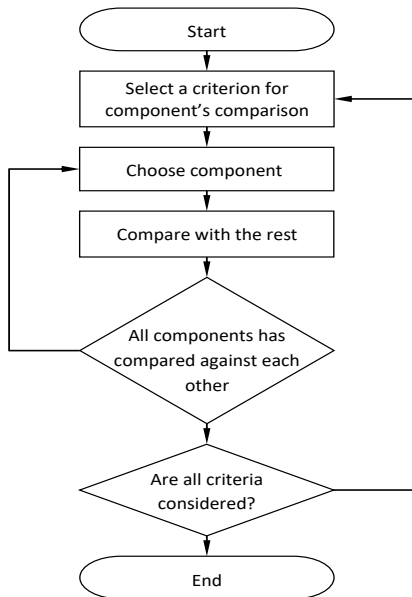 Start
Select a criterion for
component’s comparison
Choose component
Compare with the rest
All components has
compared against each
other
Are all criteria
considered?
End